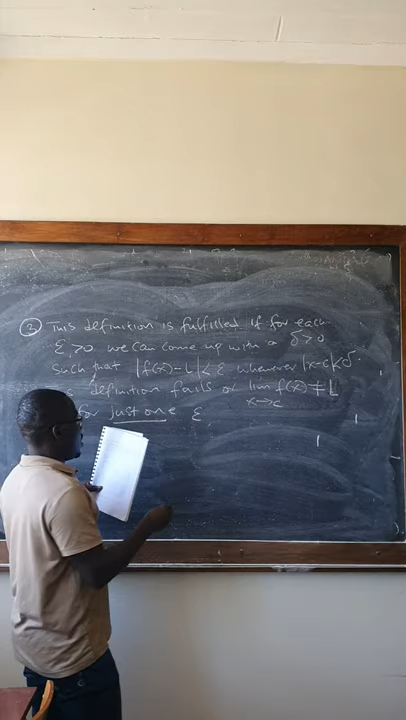 ② This definition is fulfilled if for each
ε>0 we can come up with a δ>0
such that |f(x)-L|<ε whenever |x-c|<δ.
definition fails or lim f(x) ≠ L
x→c
for just one ε